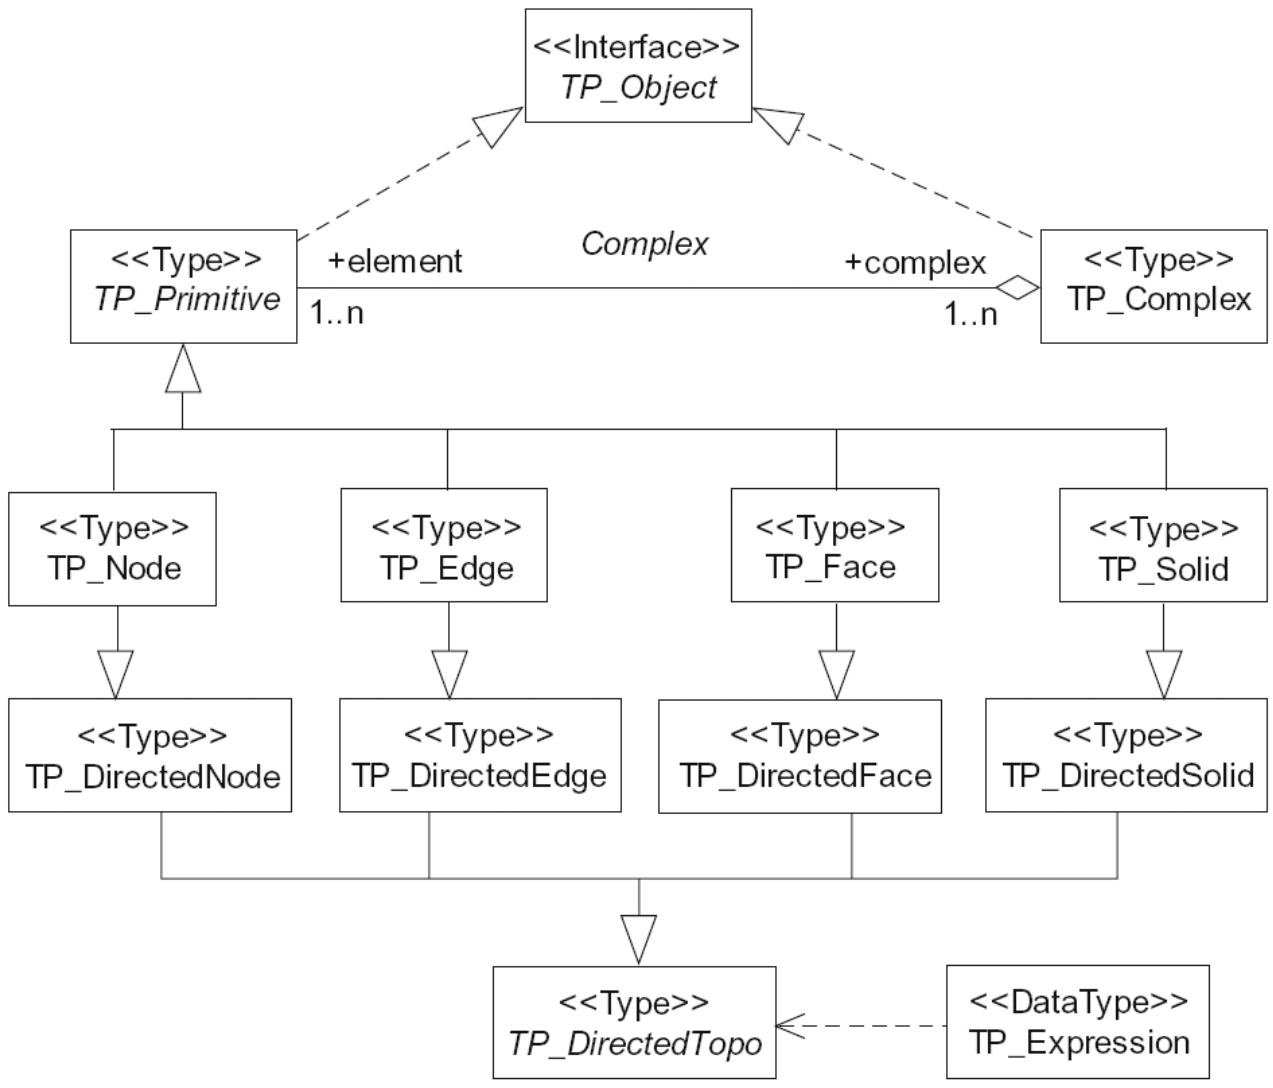 <<Interface>>
TP_Object
Complex
<<Type>>
TP_Primitive
+element
1..n
+complex
1..n
<<Type>>
TP_Complex
<<Type>>
TP_Node
<<Type>>
TP_Edge
<<Type>>
TP_Face
<<Type>>
TP_Solid
<<Type>>
TP_DirectedNode
<<Type>>
TP_DirectedEdge
<<Type>>
TP_DirectedFace
<<Type>>
TP_DirectedSolid
<<Type>>
TP_DirectedTopo
<<DataType>>
TP_Expression